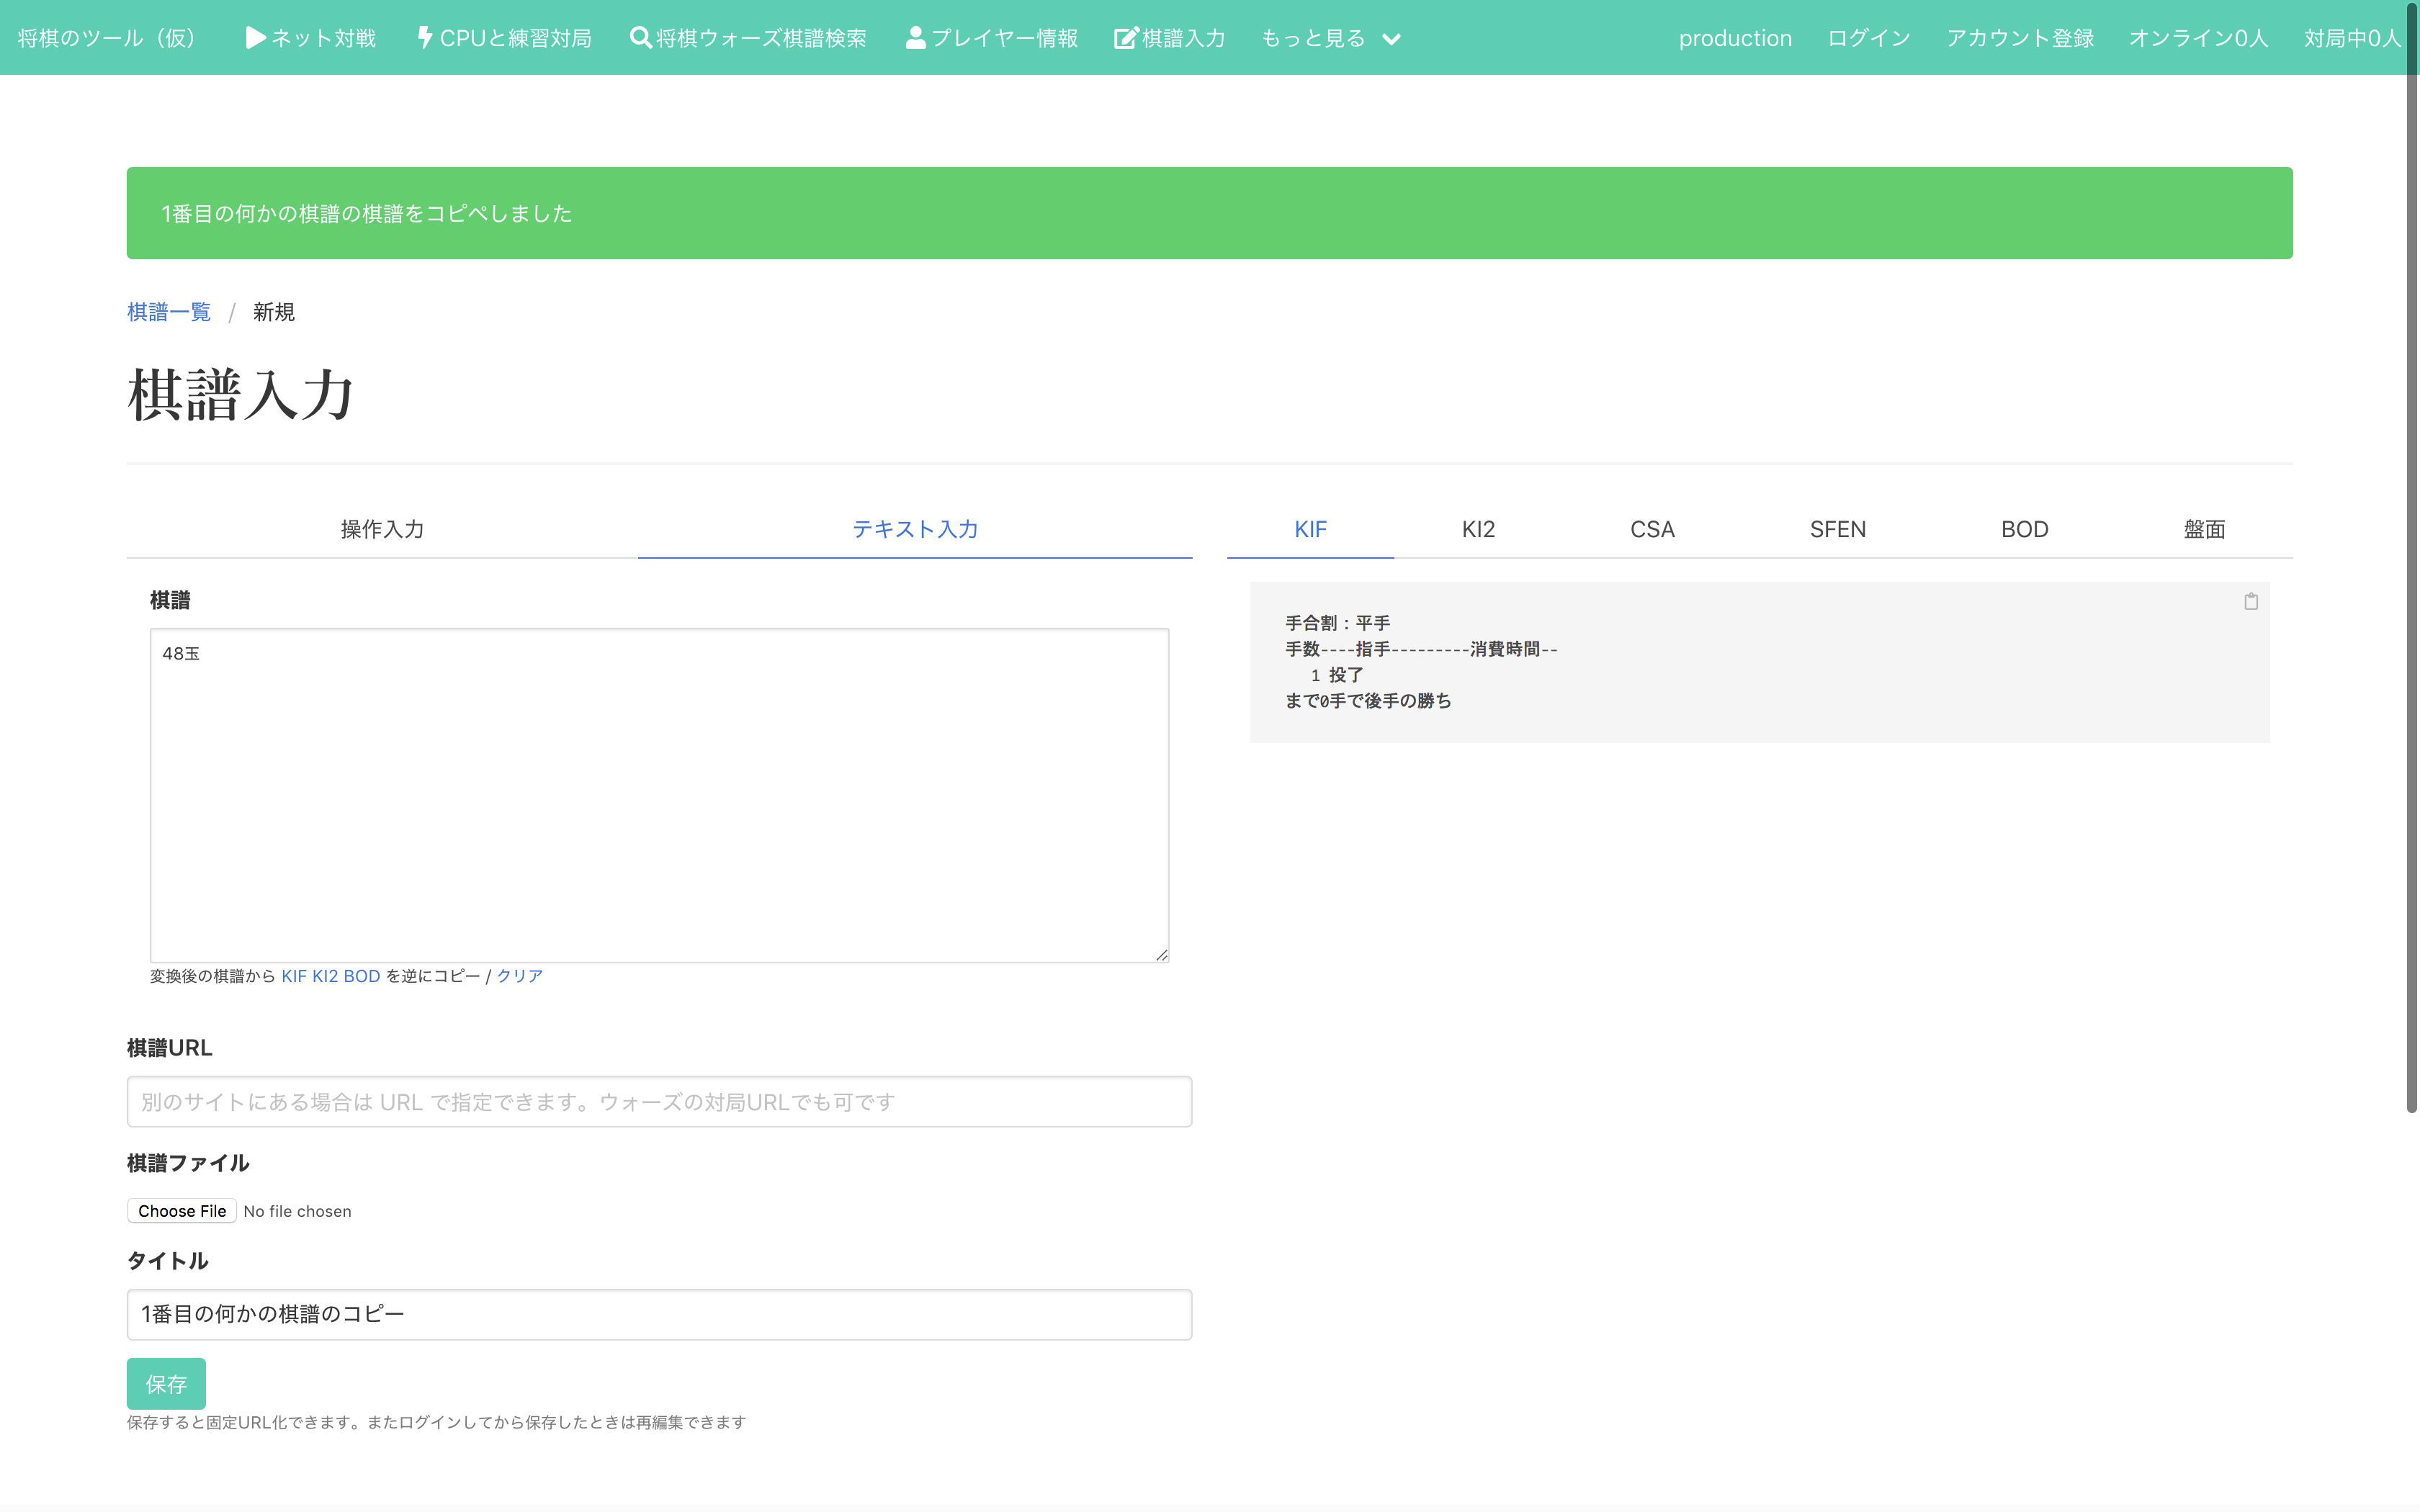 将棋のツール（仮） ネット対戦 CPUと練習対局 将棋ウォーズ棋譜検索 プレイヤー情報 棋譜入力 もっと見る production ログイン アカウント登録 オンライン0人 対局中0人
1番目の何かの棋譜の棋譜をコピペしました
棋譜一覧 / 新規
棋譜入力
操作入力 テキスト入力
棋譜
48玉
変換後の棋譜から KIF KI2 BOD を逆にコピー / クリア
棋譜URL
別のサイトにある場合は URL で指定できます。ウォーズの対局URLでも可です
棋譜ファイル
Choose File No file chosen
タイトル
1番目の何かの棋譜のコピー
保存
保存すると固定URL化できます。またログインしてから保存したときは再編集できます
KIF KI2 CSA SFEN BOD 盤面
手合割：平手
手数----指手---------消費時間--
1 投了
まで0手で後手の勝ち